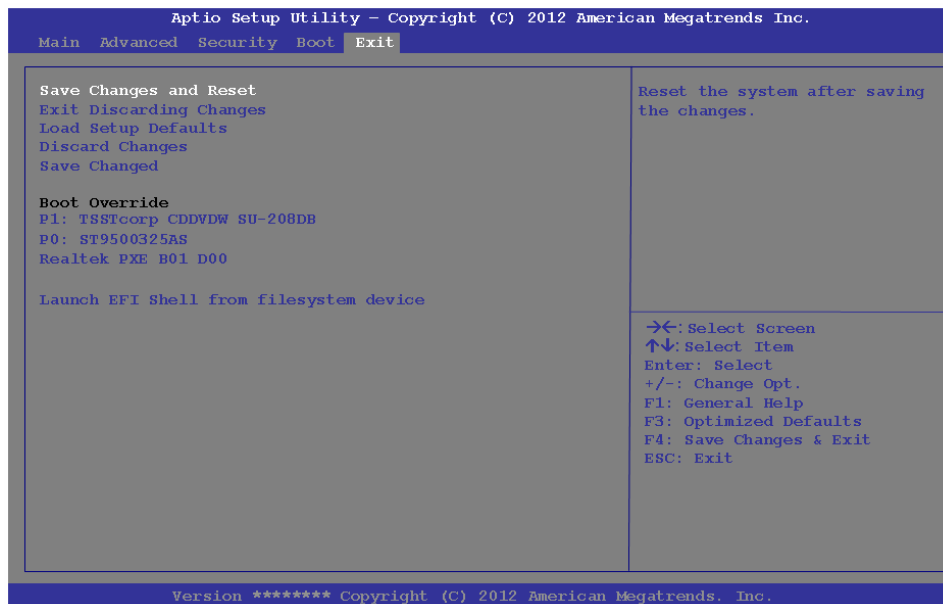 Aptio Setup Utility – Copyright (C) 2012 American Megatrends Inc.
Main Advanced Security Boot Exit
Save Changes and Reset
Exit Discarding Changes
Load Setup Defaults
Discard Changes
Save Changed
Boot Override
P1: TSSTcorp CDDVDW SU-208DB
P0: ST9500325AS
Realtek PXE B01 D00
Launch EFI Shell from filesystem device
Reset the system after saving
the changes.
→←: Select Screen
↑↓: Select Item
Enter: Select
+/-: Change Opt.
F1: General Help
F3: Optimized Defaults
F4: Save Changes & Exit
ESC: Exit
Version ******** Copyright (C) 2012 American Megatrends. Inc.